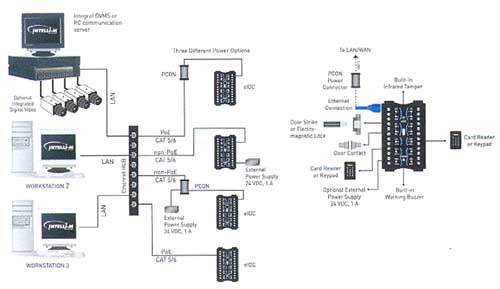 Integral DVMS or
PC communication
server
INTELLI-M
Optional
Integrated
Digital Video
LAN
INTELLI-M
WORKSTATION 2
LAN
INTELLI-M
WORKSTATION 3
LAN
Ethernet HUB
Three Different Power Options
PCON
eIDC
PoE
CAT 5/6
non-PoE
CAT 5/6
non-PoE
CAT 5/6
External
Power Supply
24 VDC, 1 A
PCON
External
Power Supply
24 VDC, 1 A
eIDC
PoE
CAT 5/6
eIDC
To LAN/WAN
PCON
Power
Connector
Ethernet
Connection
Built-in
Infrared Tamper
Door Strike
or Electro-
magnetic Lock
Door Contact
Card Reader
or Keypad
Card Reader
or Keypad
Optional External
Power Supply
24 VDC, 1 A
Built-in
Warning Buzzer